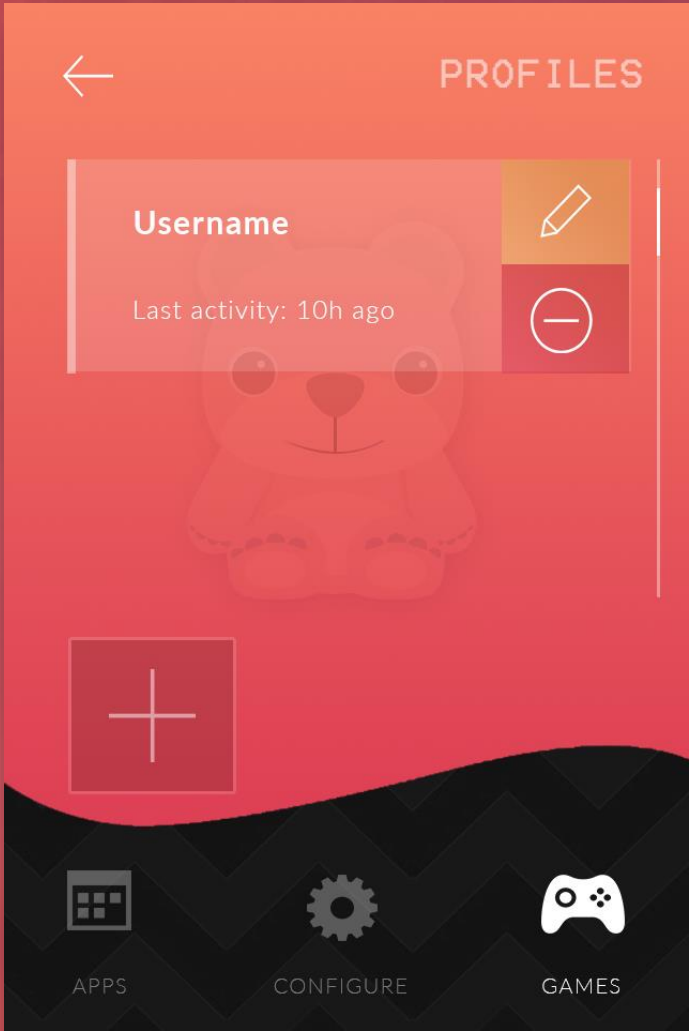 PROFILES
Username
Last activity: 10h ago
APPS
CONFIGURE
GAMES